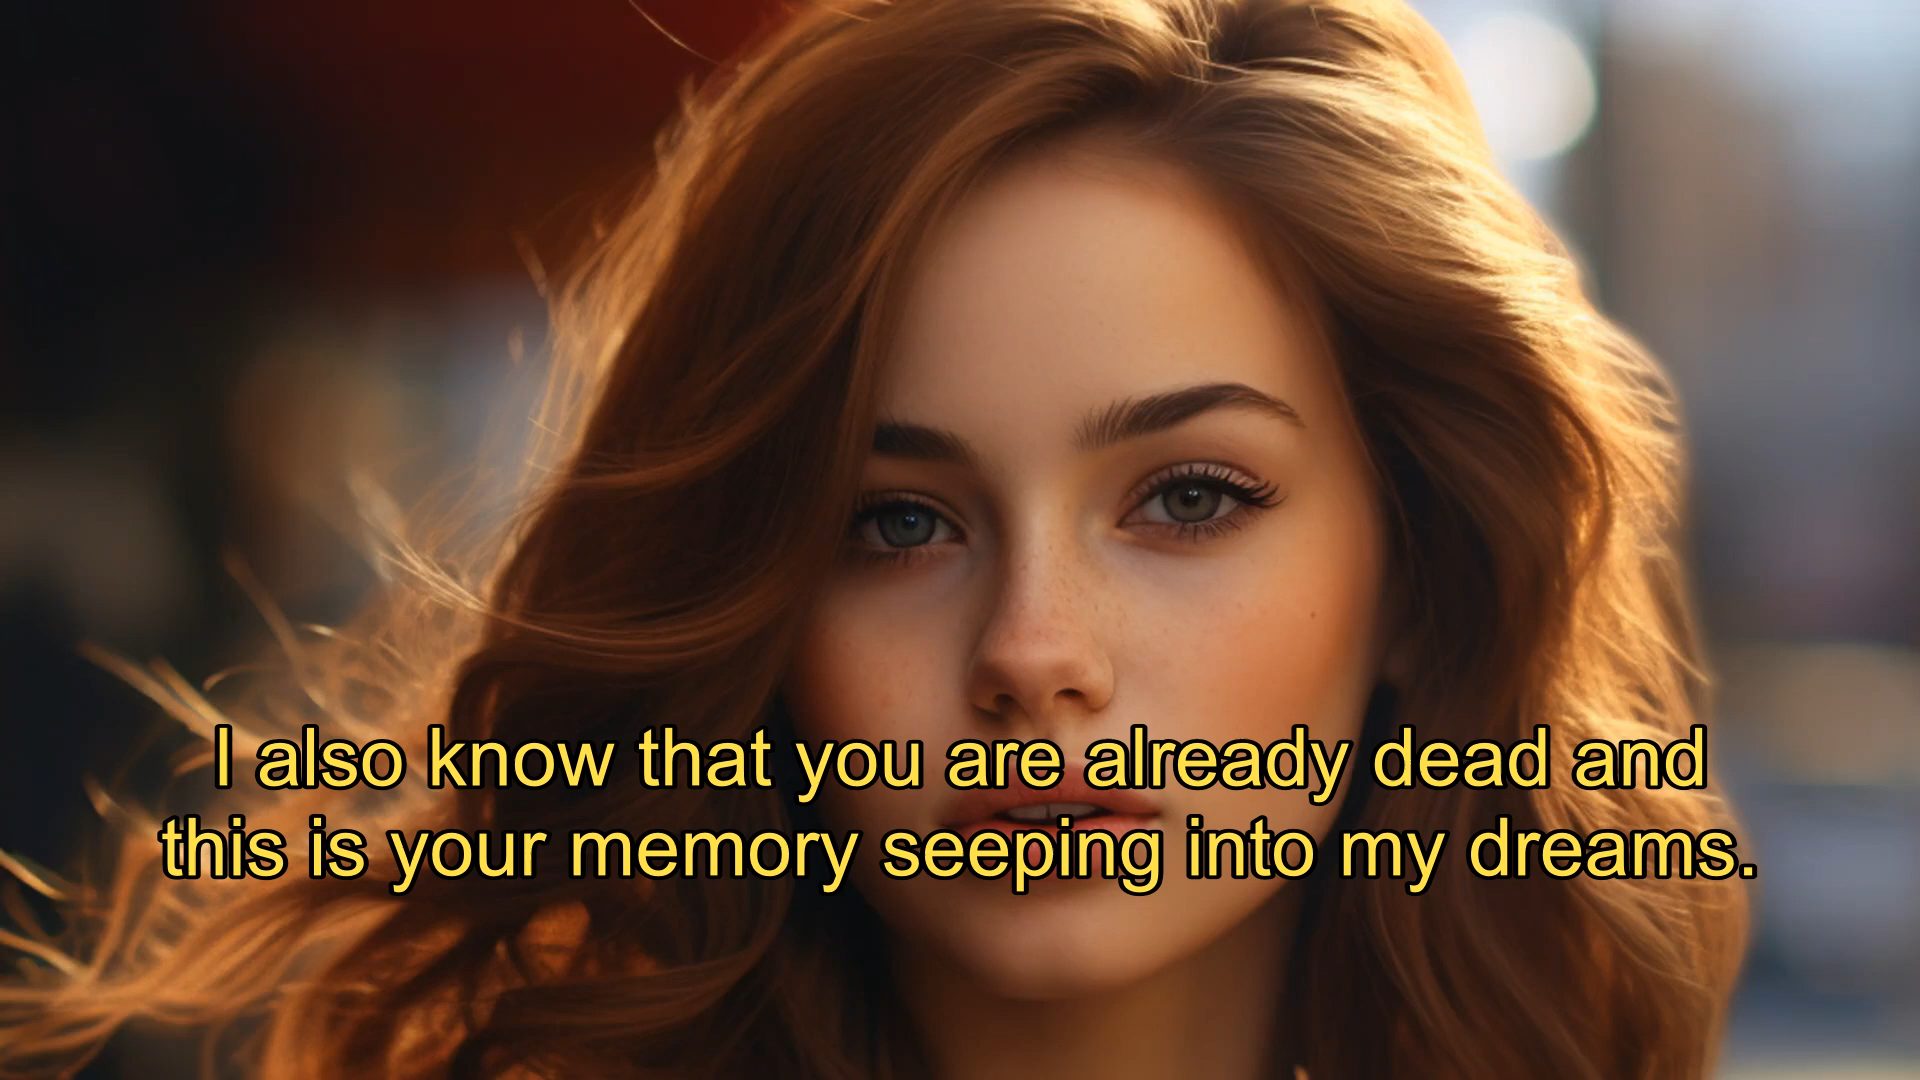 I also know that you are already dead and
this is your memory seeping into my dreams.